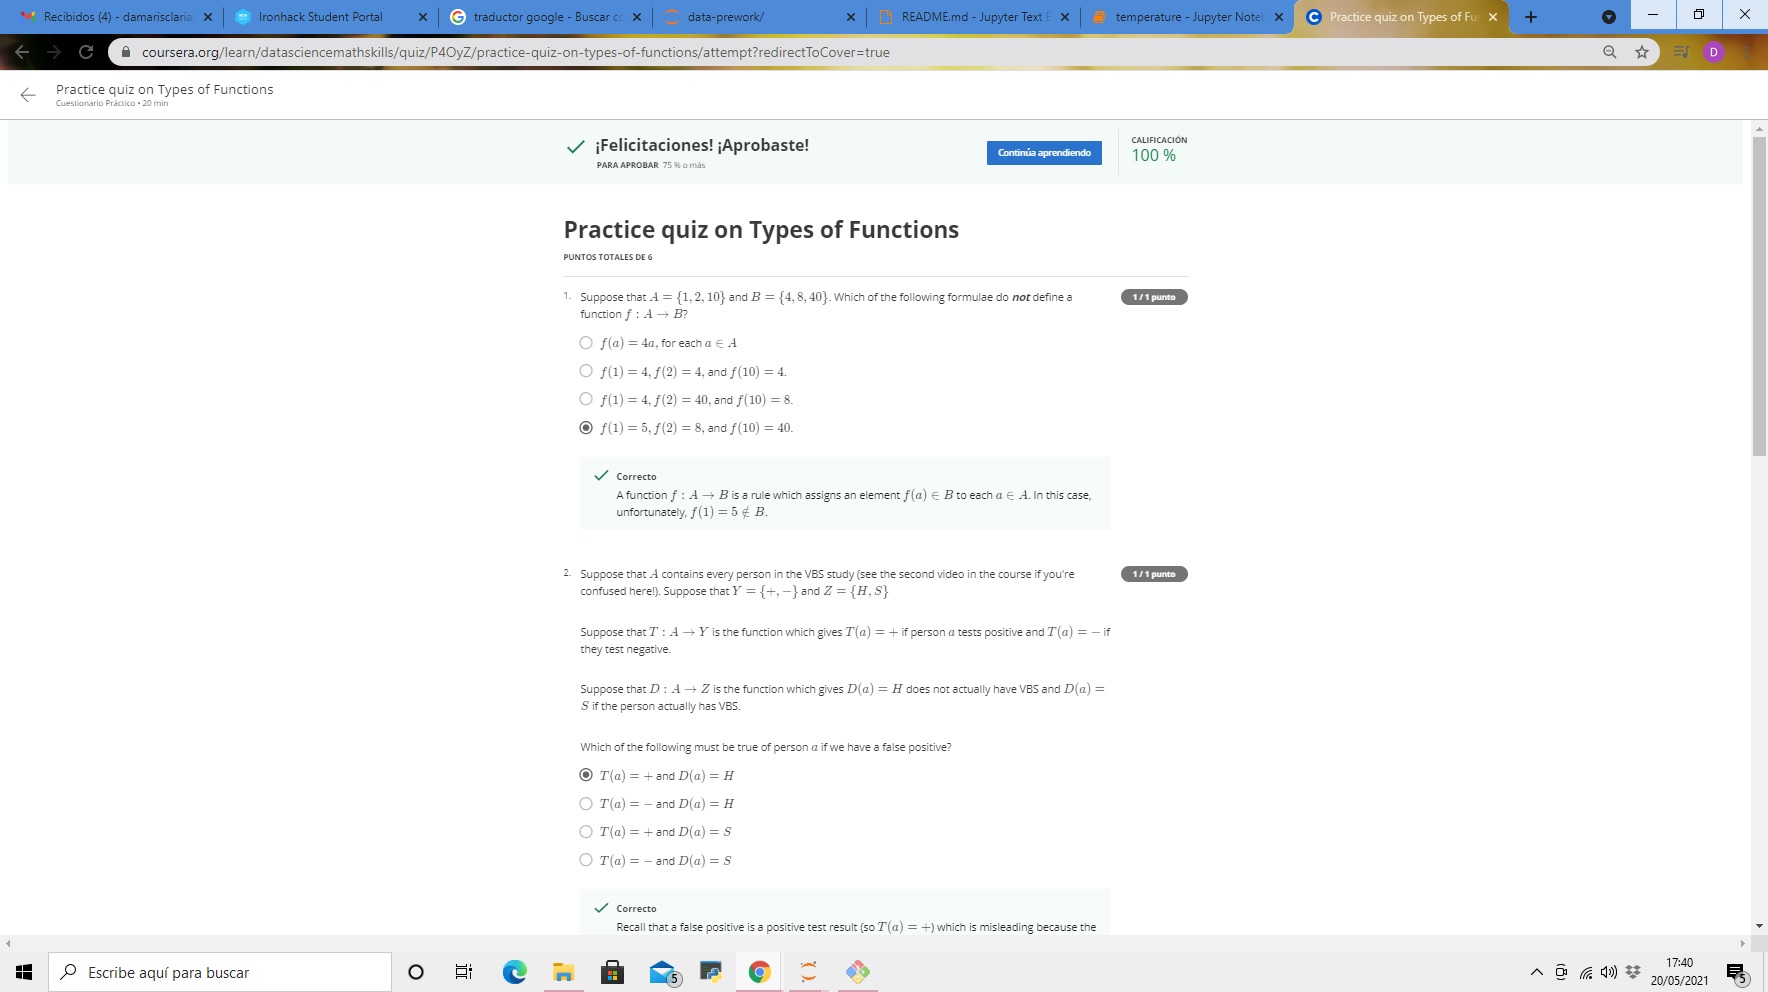 Recibidos (4) - damarisclaria
Ironhack Student Portal
traductor google - Buscar c
data-prework/
README.md - Jupyter Text E
temperature - Jupyter Noteb
Practice quiz on Types of Fu
coursera.org/learn/datasciencemathskills/quiz/P4OyZ/practice-quiz-on-types-of-functions/attempt?redirectToCover=true
D
Practice quiz on Types of Functions
Cuestionario Práctico • 20 min
¡Felicitaciones! ¡Aprobaste!
PARA APROBAR 75 % o más
Continúa aprendiendo
CALIFICACIÓN
100 %
Practice quiz on Types of Functions
PUNTOS TOTALES DE 6
1. Suppose that A = {1, 2, 10} and B = {4, 8, 40}. Which of the following formulae do not define a
function f : A → B?
1 / 1 punto
f(a) = 4a, for each a ∈ A
f(1) = 4, f(2) = 4, and f(10) = 4.
f(1) = 4, f(2) = 40, and f(10) = 8.
f(1) = 5, f(2) = 8, and f(10) = 40.
Correcto
A function f : A → B is a rule which assigns an element f(a) ∈ B to each a ∈ A. In this case,
unfortunately, f(1) = 5 ∉ B.
2. Suppose that A contains every person in the VBS study (see the second video in the course if you're
confused here!). Suppose that Y = {+, −} and Z = {H, S}
1 / 1 punto
Suppose that T : A → Y is the function which gives T(a) = + if person a tests positive and T(a) = − if
they test negative.
Suppose that D : A → Z is the function which gives D(a) = H does not actually have VBS and D(a) =
S if the person actually has VBS.
Which of the following must be true of person a if we have a false positive?
T(a) = + and D(a) = H
T(a) = − and D(a) = H
T(a) = + and D(a) = S
T(a) = − and D(a) = S
Correcto
Recall that a false positive is a positive test result (so T(a) = +) which is misleading because the
Escribe aquí para buscar
5
17:40
20/05/2021
5